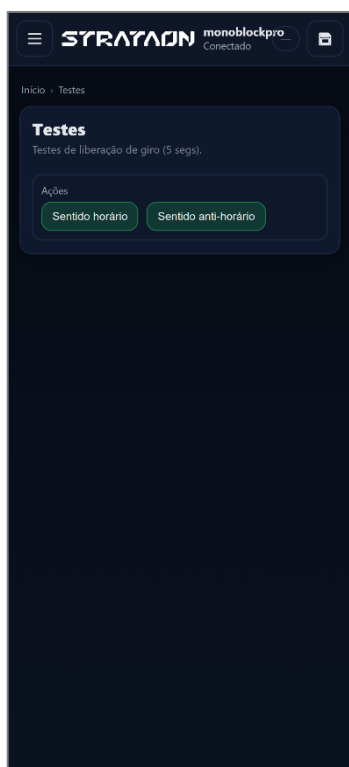 STRATAON
monoblockpro
Conectado
Início › Testes
Testes
Testes de liberação de giro (5 segs).
Ações
Sentido horário
Sentido anti-horário